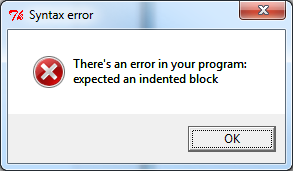 Syntax error
There's an error in your program:
expected an indented block
OK